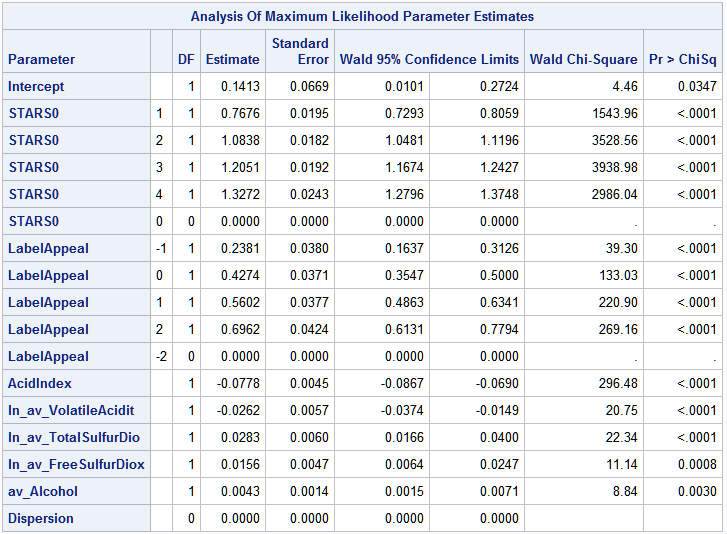 Analysis Of Maximum Likelihood Parameter Estimates
Parameter DF Estimate Standard Error Wald 95% Confidence Limits Wald Chi-Square Pr > ChiSq
Intercept 1 0.1413 0.0669 0.0101 0.2724 4.46 0.0347
STARS0 1 1 0.7676 0.0195 0.7293 0.8059 1543.96 <.0001
STARS0 2 1 1.0838 0.0182 1.0481 1.1196 3528.56 <.0001
STARS0 3 1 1.2051 0.0192 1.1674 1.2427 3938.98 <.0001
STARS0 4 1 1.3272 0.0243 1.2796 1.3748 2986.04 <.0001
STARS0 0 0 0.0000 0.0000 0.0000 0.0000 . .
LabelAppeal -1 1 0.2381 0.0380 0.1637 0.3126 39.30 <.0001
LabelAppeal 0 1 0.4274 0.0371 0.3547 0.5000 133.03 <.0001
LabelAppeal 1 1 0.5602 0.0377 0.4863 0.6341 220.90 <.0001
LabelAppeal 2 1 0.6962 0.0424 0.6131 0.7794 269.16 <.0001
LabelAppeal -2 0 0.0000 0.0000 0.0000 0.0000 . .
AcidIndex 1 -0.0778 0.0045 -0.0867 -0.0690 296.48 <.0001
ln_av_VolatileAcidit 1 -0.0262 0.0057 -0.0374 -0.0149 20.75 <.0001
ln_av_TotalSulfurDio 1 0.0283 0.0060 0.0166 0.0400 22.34 <.0001
ln_av_FreeSulfurDiox 1 0.0156 0.0047 0.0064 0.0247 11.14 0.0008
av_Alcohol 1 0.0043 0.0014 0.0015 0.0071 8.84 0.0030
Dispersion 0 0.0000 0.0000 0.0000 0.0000